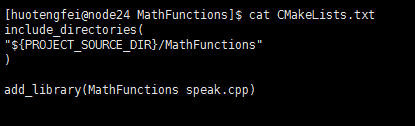 [huotengfei@node24 MathFunctions]$ cat CMakeLists.txt
include_directories(
"${PROJECT_SOURCE_DIR}/MathFunctions"
)

add_library(MathFunctions speak.cpp)